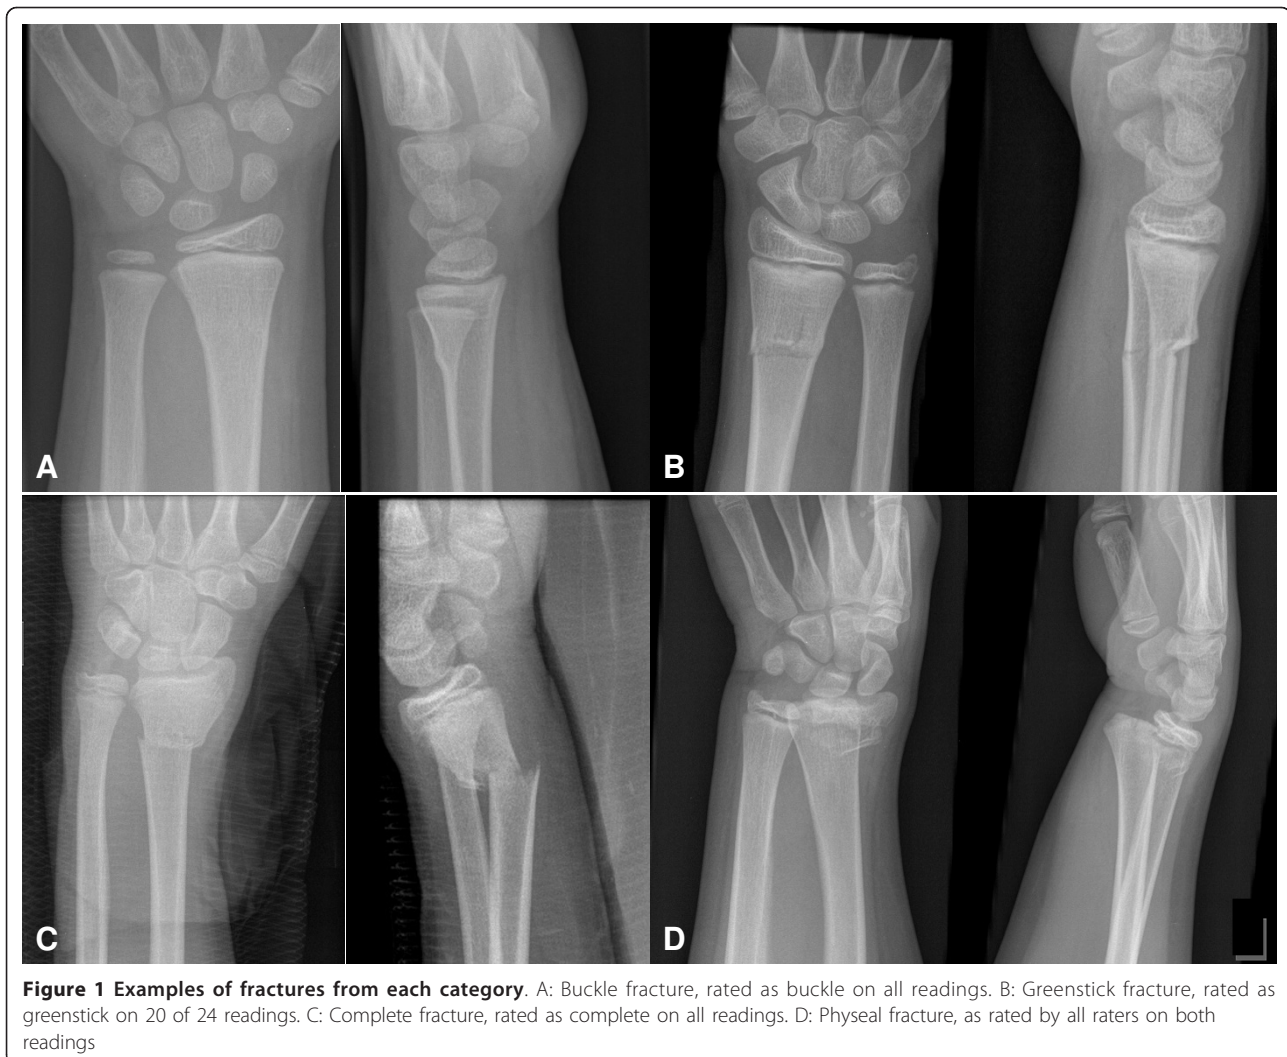 A
B
C
D
Figure 1 Examples of fractures from each category. A: Buckle fracture, rated as buckle on all readings. B: Greenstick fracture, rated as
greenstick on 20 of 24 readings. C: Complete fracture, rated as complete on all readings. D: Physeal fracture, as rated by all raters on both
readings